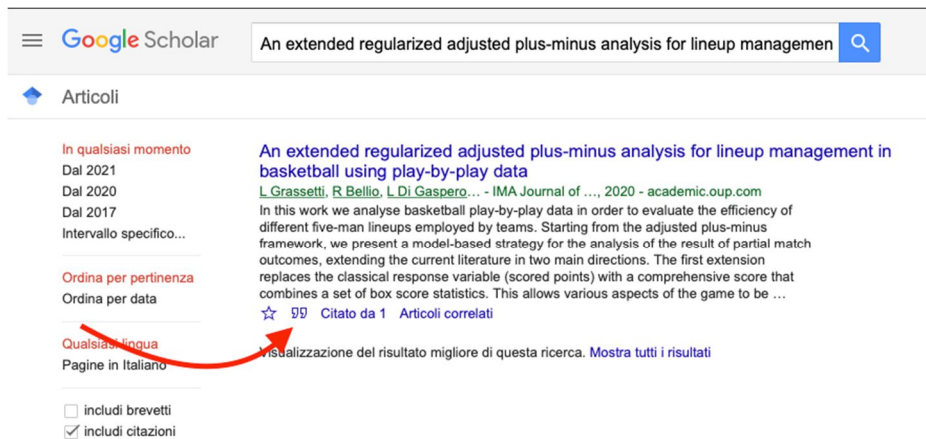 Google Scholar
An extended regularized adjusted plus-minus analysis for lineup managemen
Articoli
In qualsiasi momento
Dal 2021
Dal 2020
Dal 2017
Intervallo specifico...
Ordina per pertinenza
Ordina per data
Qualsiasi lingua
Pagine in Italiano
includi brevetti
includi citazioni
An extended regularized adjusted plus-minus analysis for lineup management in
basketball using play-by-play data
L Grassetti, R Bellio, L Di Gaspero... - IMA Journal of ..., 2020 - academic.oup.com
In this work we analyse basketball play-by-play data in order to evaluate the efficiency of
different five-man lineups employed by teams. Starting from the adjusted plus-minus
framework, we present a model-based strategy for the analysis of the result of partial match
outcomes, extending the current literature in two main directions. The first extension
replaces the classical response variable (scored points) with a comprehensive score that
combines a set of box score statistics. This allows various aspects of the game to be ...
Citato da 1 Articoli correlati
Visualizzazione del risultato migliore di questa ricerca. Mostra tutti i risultati